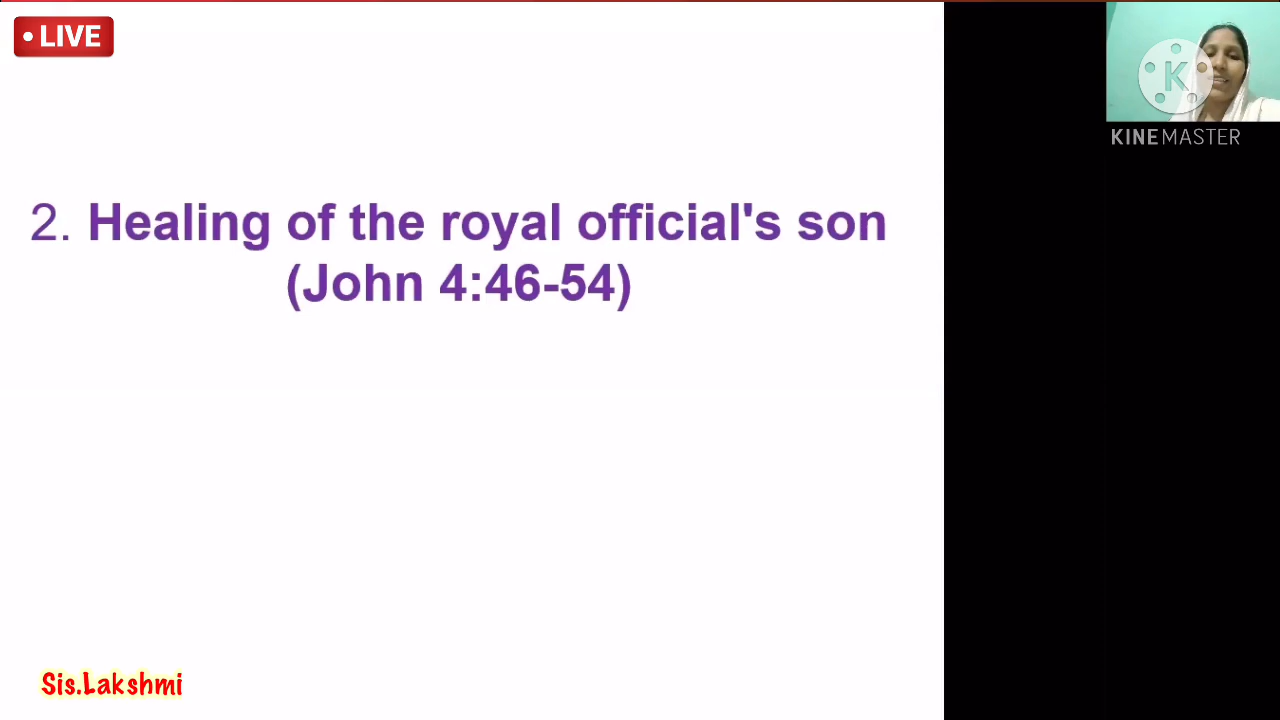 • LIVE
K
KINEMASTER
2. Healing of the royal official's son
(John 4:46-54)
Sis.Lakshmi